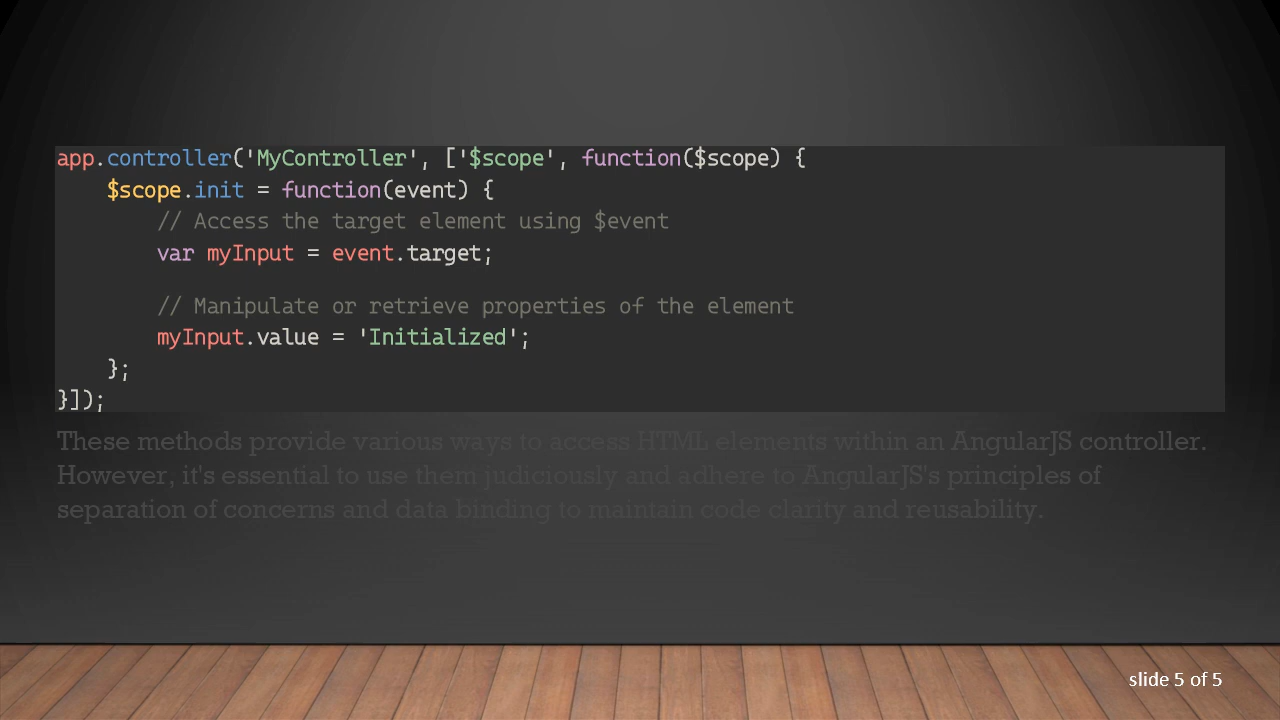 app.controller('MyController', ['$scope', function($scope) {
    $scope.init = function(event) {
        // Access the target element using $event
        var myInput = event.target;
        // Manipulate or retrieve properties of the element
        myInput.value = 'Initialized';
    };
}]);
These methods provide various ways to access HTML elements within an AngularJS controller.
However, it's essential to use them judiciously and adhere to AngularJS's principles of
separation of concerns and data binding to maintain code clarity and reusability.
slide 5 of 5